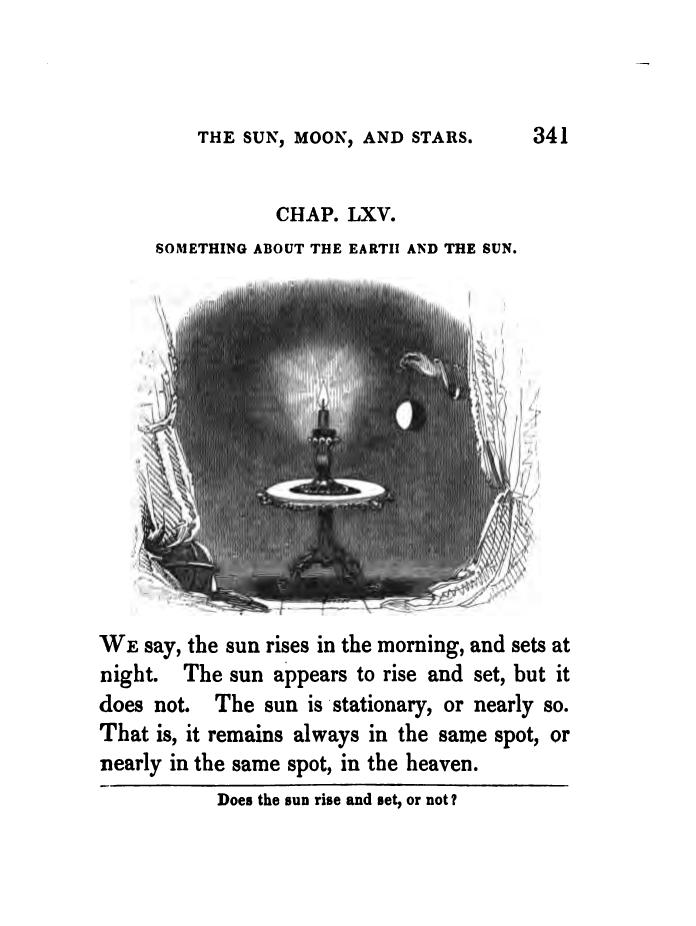 THE SUN, MOON, AND STARS. 341
CHAP. LXV.
SOMETHING ABOUT THE EARTH AND THE SUN.
WE say, the sun rises in the morning, and sets at
night. The sun appears to rise and set, but it
does not. The sun is stationary, or nearly so.
That is, it remains always in the same spot, or
nearly in the same spot, in the heaven.
Does the sun rise and set, or not?